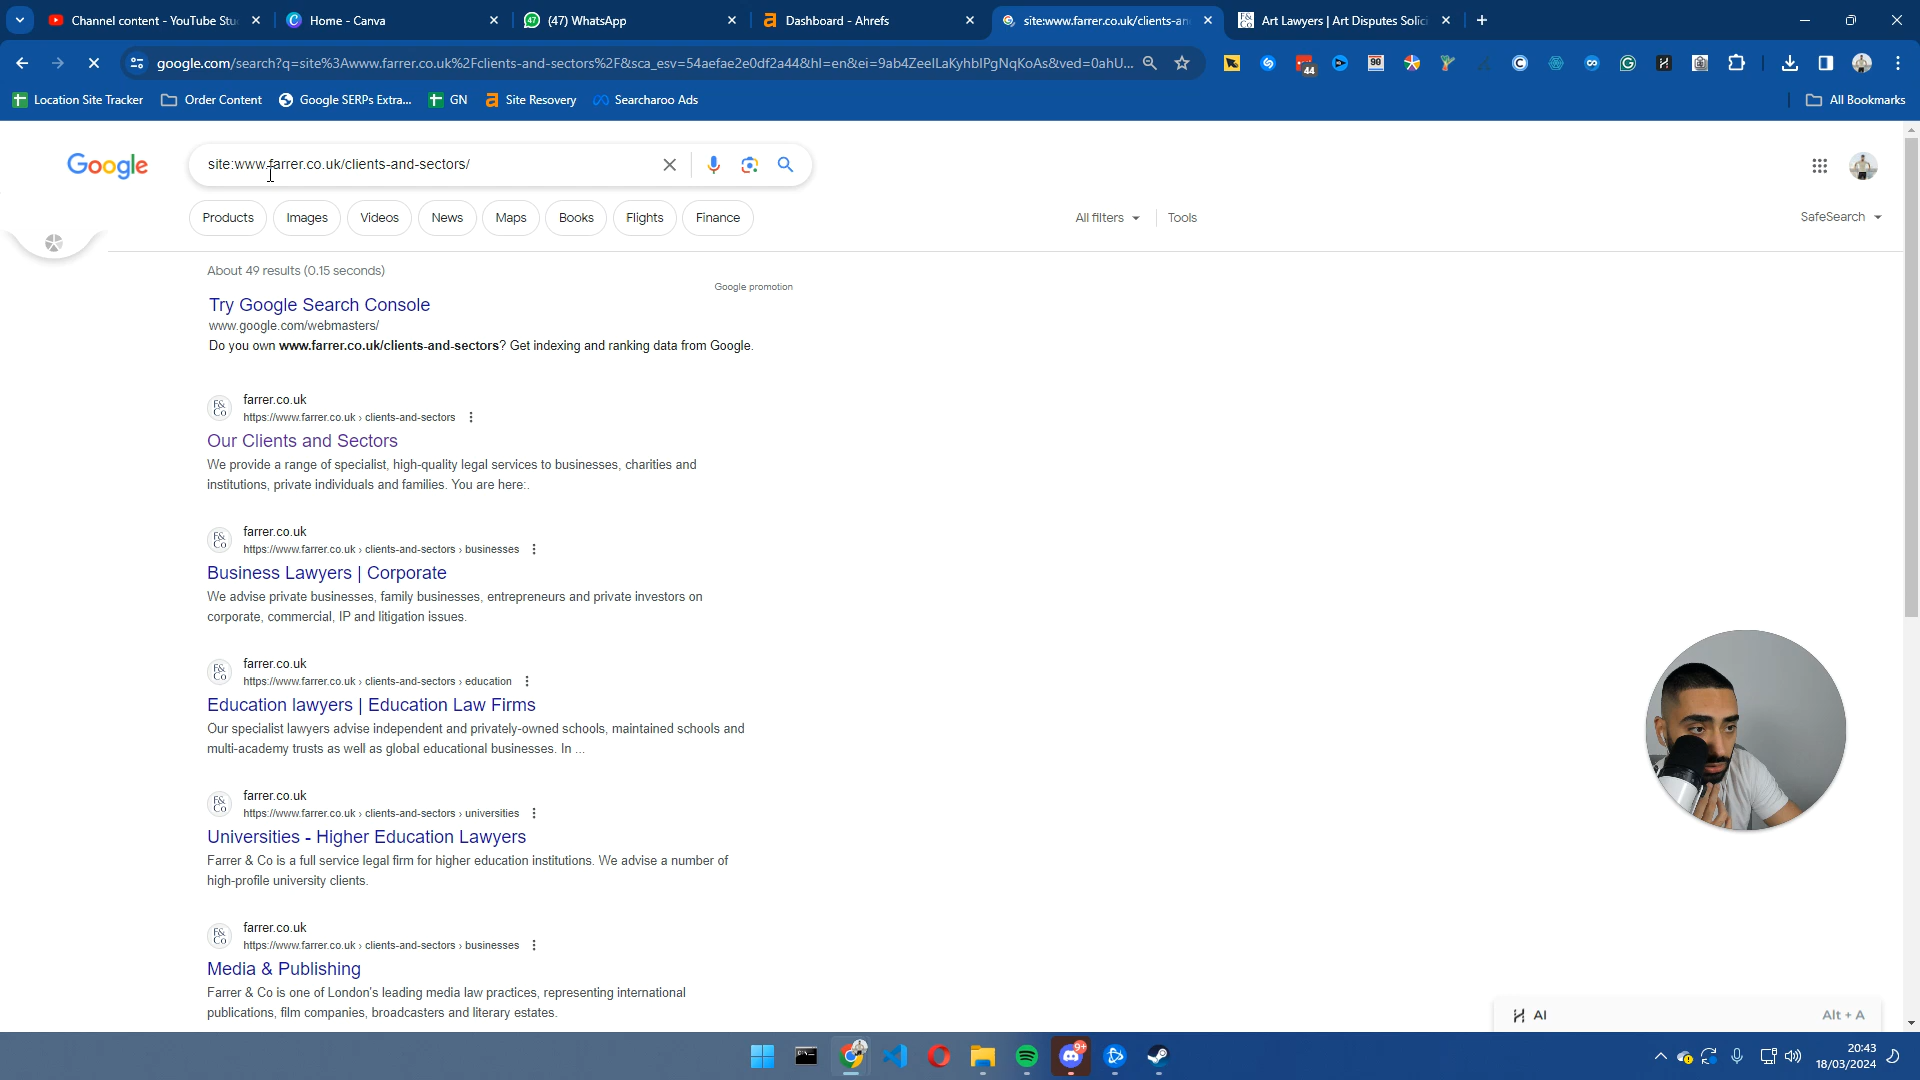 Channel content - YouTube Stu
Home - Canva
(47) WhatsApp
Dashboard - Ahrefs
site:www.farrer.co.uk/clients-an
Art Lawyers | Art Disputes Solici
google.com/search?q=site%3Awww.farrer.co.uk%2Fclients-and-sectors%2F&sca_esv=54aefae2e0df2a44&hl=en&ei=9ab4ZeelLaKyhbIPgNqKoAs&ved=0ahU...
44
90
Location Site Tracker
Order Content
Google SERPs Extra...
GN
Site Recovery
Searcharoo Ads
All Bookmarks
Google
site:www.farrer.co.uk/clients-and-sectors/
Products
Images
Videos
News
Maps
Books
Flights
Finance
All filters
Tools
SafeSearch
About 49 results (0.15 seconds)
Google promotion
Try Google Search Console
www.google.com/webmasters/
Do you own www.farrer.co.uk/clients-and-sectors? Get indexing and ranking data from Google.
F& Co
farrer.co.uk
https://www.farrer.co.uk › clients-and-sectors
Our Clients and Sectors
We provide a range of specialist, high-quality legal services to businesses, charities and
institutions, private individuals and families. You are here:.
F& Co
farrer.co.uk
https://www.farrer.co.uk › clients-and-sectors › businesses
Business Lawyers | Corporate
We advise private businesses, family businesses, entrepreneurs and private investors on
corporate, commercial, IP and litigation issues.
F& Co
farrer.co.uk
https://www.farrer.co.uk › clients-and-sectors › education
Education lawyers | Education Law Firms
Our specialist lawyers advise independent and privately-owned schools, maintained schools and
multi-academy trusts as well as global educational businesses. In ...
F& Co
farrer.co.uk
https://www.farrer.co.uk › clients-and-sectors › universities
Universities - Higher Education Lawyers
Farrer & Co is a full service legal firm for higher education institutions. We advise a number of
high-profile university clients.
F& Co
farrer.co.uk
https://www.farrer.co.uk › clients-and-sectors › businesses
Media & Publishing
Farrer & Co is one of London's leading media law practices, representing international
publications, film companies, broadcasters and literary estates.
AI
Alt + A
9+
20:43
18/03/2024